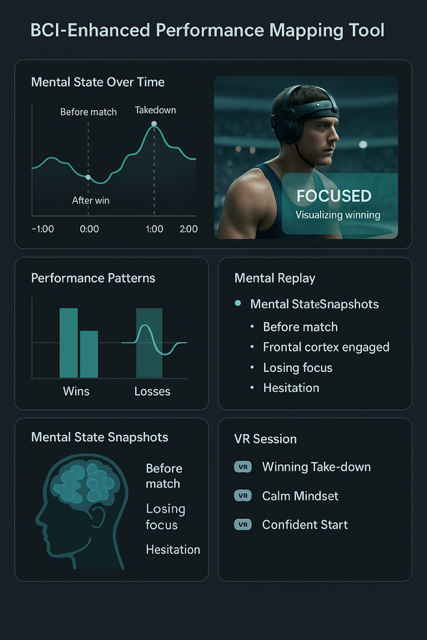 BCI-Enhanced Performance Mapping Tool
Mental State Over Time
Before match
Takedown
After win
−1:00
0:00
1:00
2:00
FOCUSED
Visualizing winning
Performance Patterns
Wins
Losses
Mental Replay
Mental StateSnapshots
Before match
Frontal cortex engaged
Losing focus
Hesitation
Mental State Snapshots
Before
match
Losing
focus
Hesitation
VR Session
VR Winning Take-down
VR Calm Mindset
VR Confident Start